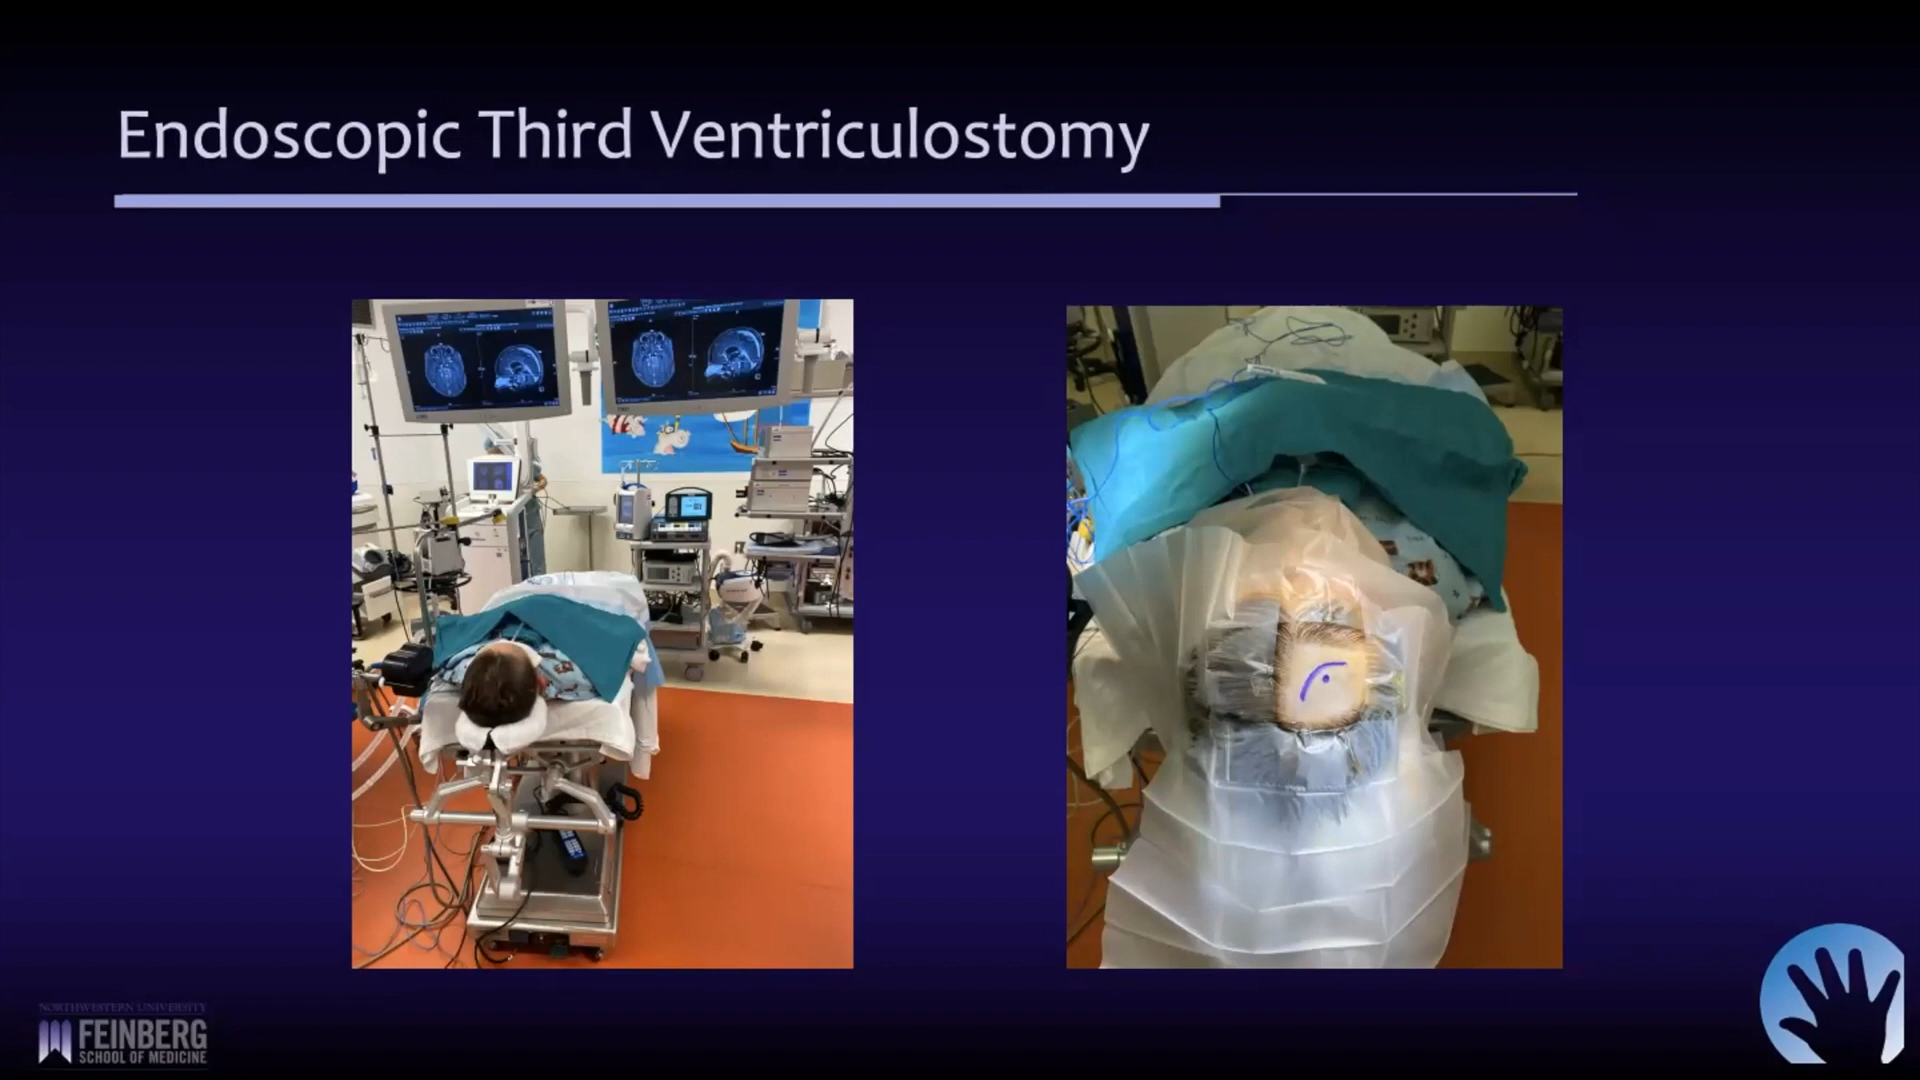 Endoscopic Third Ventriculostomy
NORTHWESTERN UNIVERSITY
FEINBERG
SCHOOL OF MEDICINE